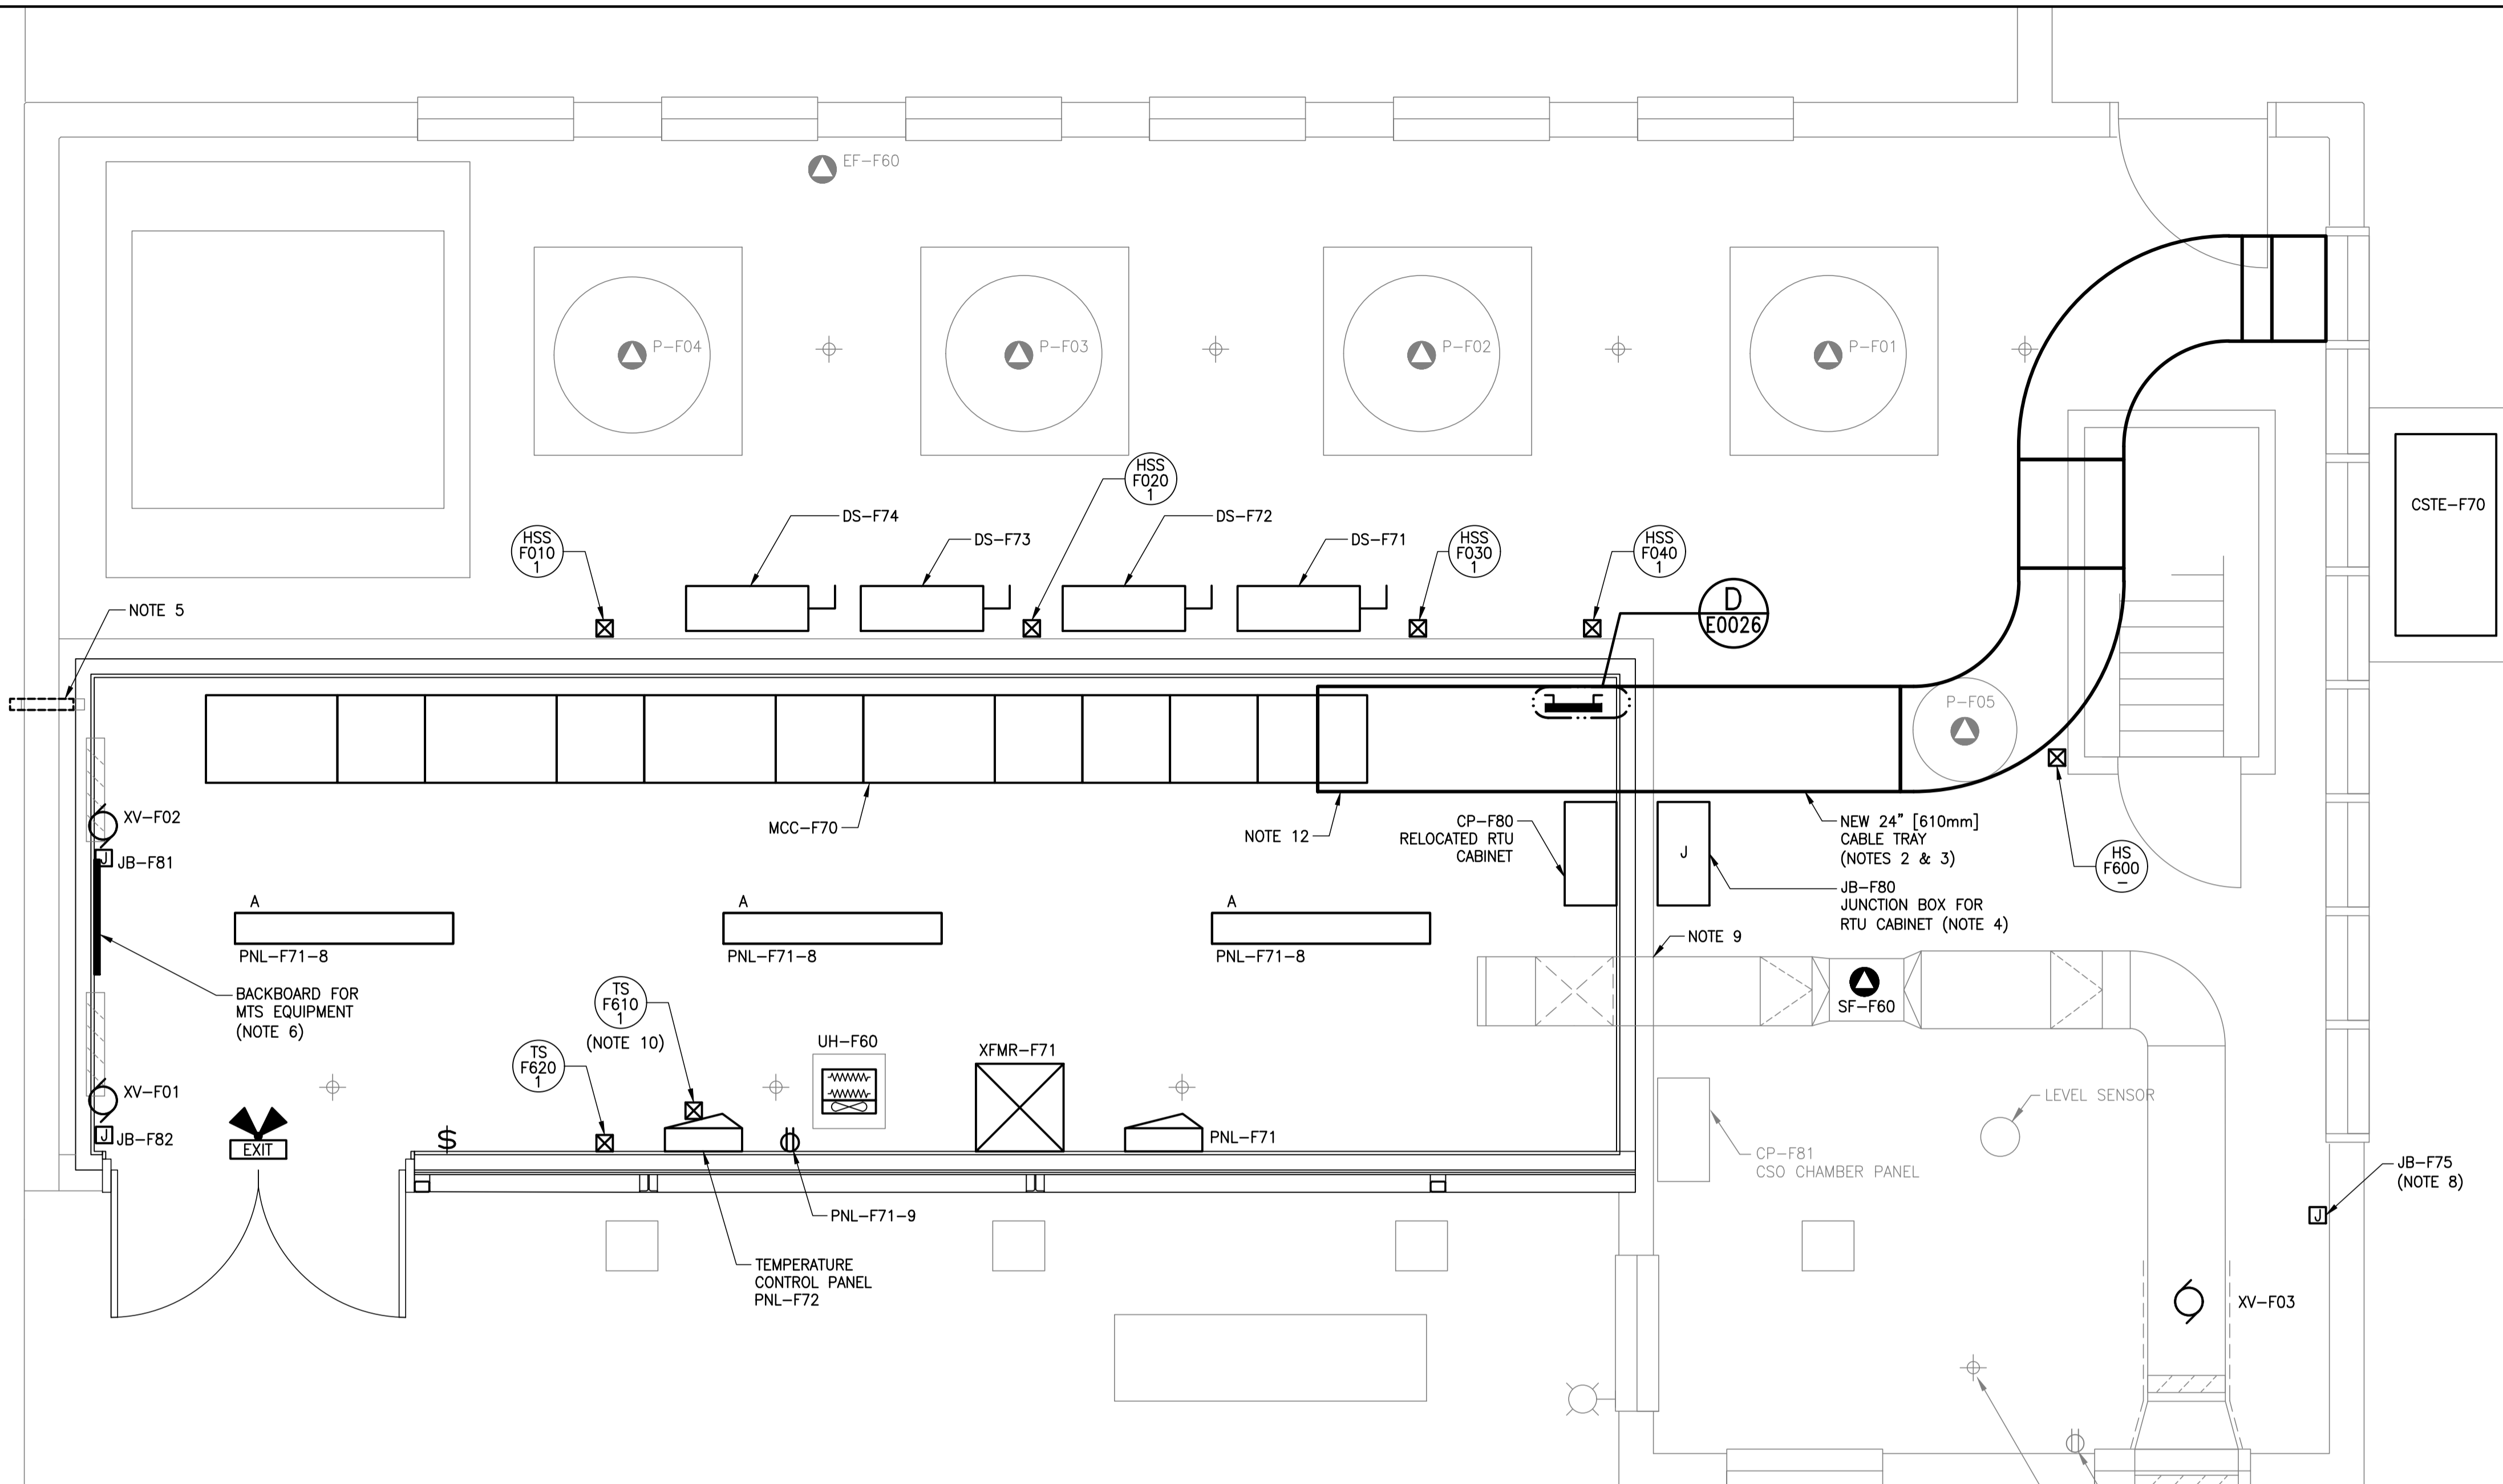 EF-F60
P-F04
P-F03
P-F02
P-F01
HSS
F020
1
CSTE-F70
DS-F74
DS-F72
HSS
F010
1
DS-F73
DS-F71
HSS
F030
1
HSS
F040
1
NOTE 5
D
E0026
P-F05
XV-F02
MCC-F70
NOTE 12
CP-F80
RELOCATED RTU
CABINET
J
NEW 24" [610mm]
CABLE TRAY
(NOTES 2 & 3)
HS
F600
-
J
JB-F81
JB-F80
JUNCTION BOX FOR
RTU CABINET (NOTE 4)
A
A
A
PNL-F71-8
PNL-F71-8
PNL-F71-8
NOTE 9
BACKBOARD FOR
MTS EQUIPMENT
(NOTE 6)
TS
F610
1
(NOTE 10)
SF-F60
TS
F620
1
UH-F60
XFMR-F71
XV-F01
LEVEL SENSOR
J
JB-F82
EXIT
$
PNL-F71
CP-F81
CSO CHAMBER PANEL
JB-F75
(NOTE 8)
J
PNL-F71-9
TEMPERATURE
CONTROL PANEL
PNL-F72
XV-F03